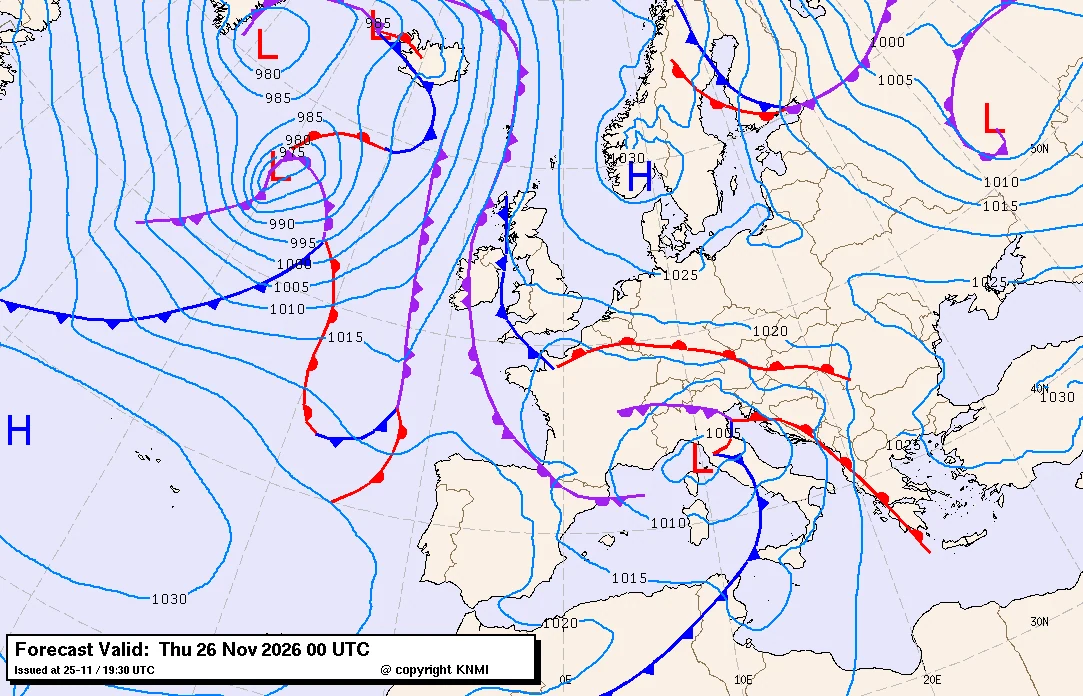 985
L
L
1000
980
1005
985
L
985
980
50N
975
1030
L
H
1010
1015
990
995
1000
1025
1005
1025
1010
1020
1015
40N
1030
H
1005
1025
L
1010
1015
1030
1020
30N
Forecast Valid: Thu 26 Nov 2026 00 UTC
Issued at 25-11 / 19:30 UTC
@ copyright KNMI
0E
10E
20E